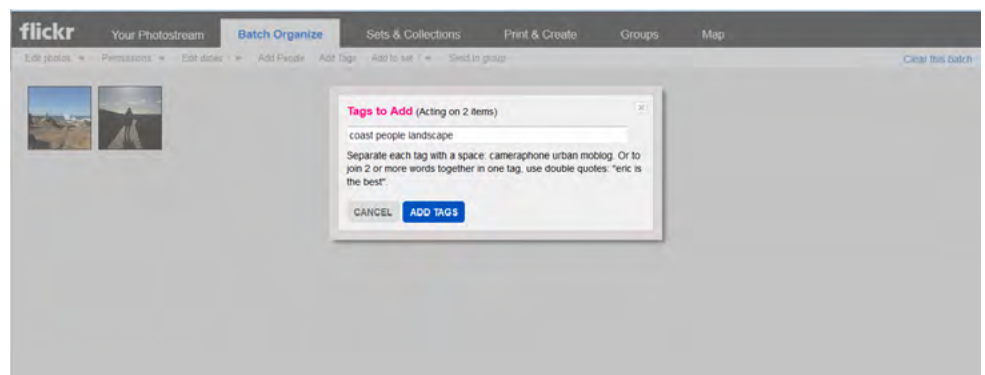 flickr Your Photostream Batch Organize Sets & Collections Print & Create Groups Map
Edit photos Permissions Edit dates Add People Add Tags Add to set Send to group Clear this batch
Tags to Add (Acting on 2 items)
coast people landscape
Separate each tag with a space: cameraphone urban moblog. Or to
join 2 or more words together in one tag, use double quotes: "eric is
the best".
CANCEL ADD TAGS